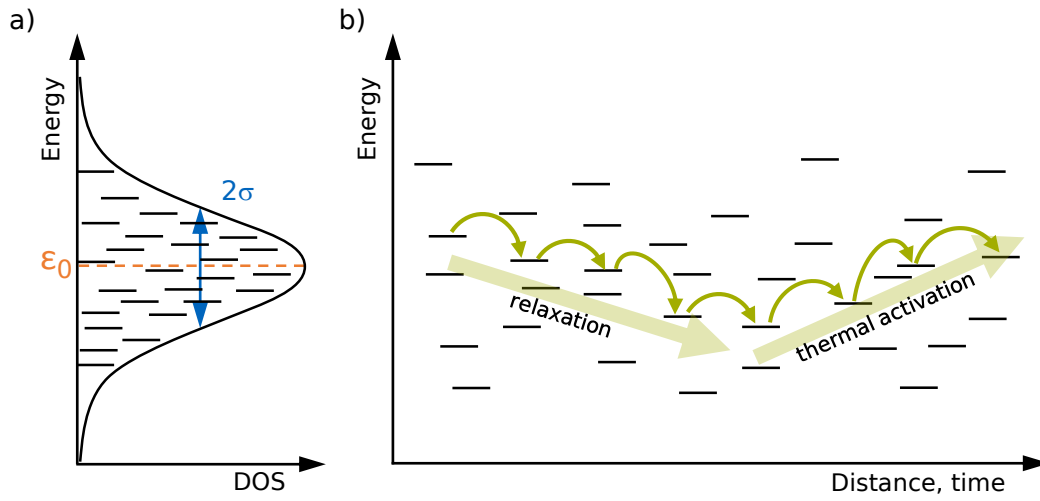 a)
Energy
2σ
ε₀
DOS
b)
Energy
relaxation
thermal activation
Distance, time